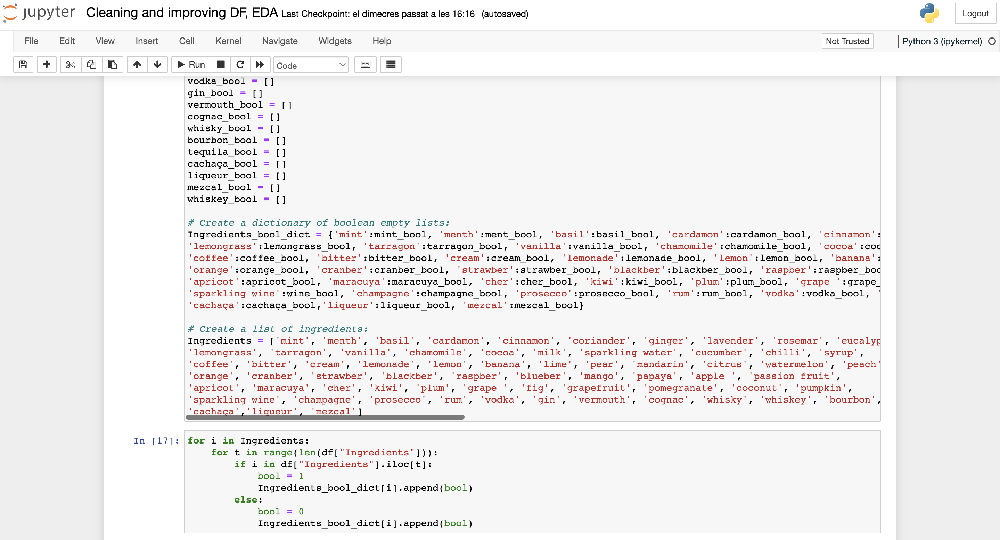 jupyter Cleaning and improving DF, EDA Last Checkpoint: el dimecres passat a les 16:16 (autosaved) Logout
File Edit View Insert Cell Kernel Navigate Widgets Help Not Trusted Python 3 (ipykernel)
Run Code
vodka_bool = []
gin_bool = []
vermouth_bool = []
cognac_bool = []
whisky_bool = []
bourbon_bool = []
tequila_bool = []
cachaça_bool = []
liqueur_bool = []
mezcal_bool = []
whiskey_bool = []
# Create a dictionary of boolean empty lists:
Ingredients_bool_dict = {'mint':mint_bool, 'menth':ment_bool, 'basil':basil_bool, 'cardamon':cardamon_bool, 'cinnamon':
'lemongrass':lemongrass_bool, 'tarragon':tarragon_bool, 'vanilla':vanilla_bool, 'chamomile':chamomile_bool, 'cocoa':coc
'coffee':coffee_bool, 'bitter':bitter_bool, 'cream':cream_bool, 'lemonade':lemonade_bool, 'lemon':lemon_bool, 'banana':
'orange':orange_bool, 'cranber':cranber_bool, 'strawber':strawber_bool, 'blackber':blackber_bool, 'raspber':raspber_boo
'apricot':apricot_bool, 'maracuya':maracuya_bool, 'cher':cher_bool, 'kiwi':kiwi_bool, 'plum':plum_bool, 'grape ':grape_
'sparkling wine':wine_bool, 'champagne':champagne_bool, 'prosecco':prosecco_bool, 'rum':rum_bool, 'vodka':vodka_bool, '
'cachaça':cachaça_bool,'liqueur':liqueur_bool, 'mezcal':mezcal_bool}
# Create a list of ingredients:
Ingredients = ['mint', 'menth', 'basil', 'cardamon', 'cinnamon', 'coriander', 'ginger', 'lavender', 'rosemar', 'eucalyp
'lemongrass', 'tarragon', 'vanilla', 'chamomile', 'cocoa', 'milk', 'sparkling water', 'cucumber', 'chilli', 'syrup',
'coffee', 'bitter', 'cream', 'lemonade', 'lemon', 'banana', 'lime', 'pear', 'mandarin', 'citrus', 'watermelon', 'peach'
'orange', 'cranber', 'strawber', 'blackber', 'raspber', 'blueber', 'mango', 'papaya', 'apple ', 'passion fruit',
'apricot', 'maracuya', 'cher', 'kiwi', 'plum', 'grape ', 'fig', 'grapefruit', 'pomegranate', 'coconut', 'pumpkin',
'sparkling wine', 'champagne', 'prosecco', 'rum', 'vodka', 'gin', 'vermouth', 'cognac', 'whisky', 'whiskey', 'bourbon',
'cachaça','liqueur', 'mezcal']
In [17]: for i in Ingredients:
for t in range(len(df["Ingredients"])):
if i in df["Ingredients"].iloc[t]:
bool = 1
Ingredients_bool_dict[i].append(bool)
else:
bool = 0
Ingredients_bool_dict[i].append(bool)